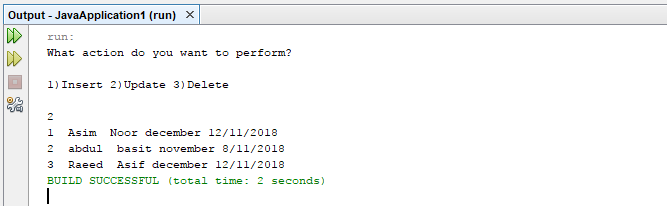 Output - JavaApplication1 (run)
run:
What action do you want to perform?
1)Insert 2)Update 3)Delete
2
1  Asim  Noor december 12/11/2018
2  abdul  basit november 8/11/2018
3  Raeed  Asif december 12/11/2018
BUILD SUCCESSFUL (total time: 2 seconds)